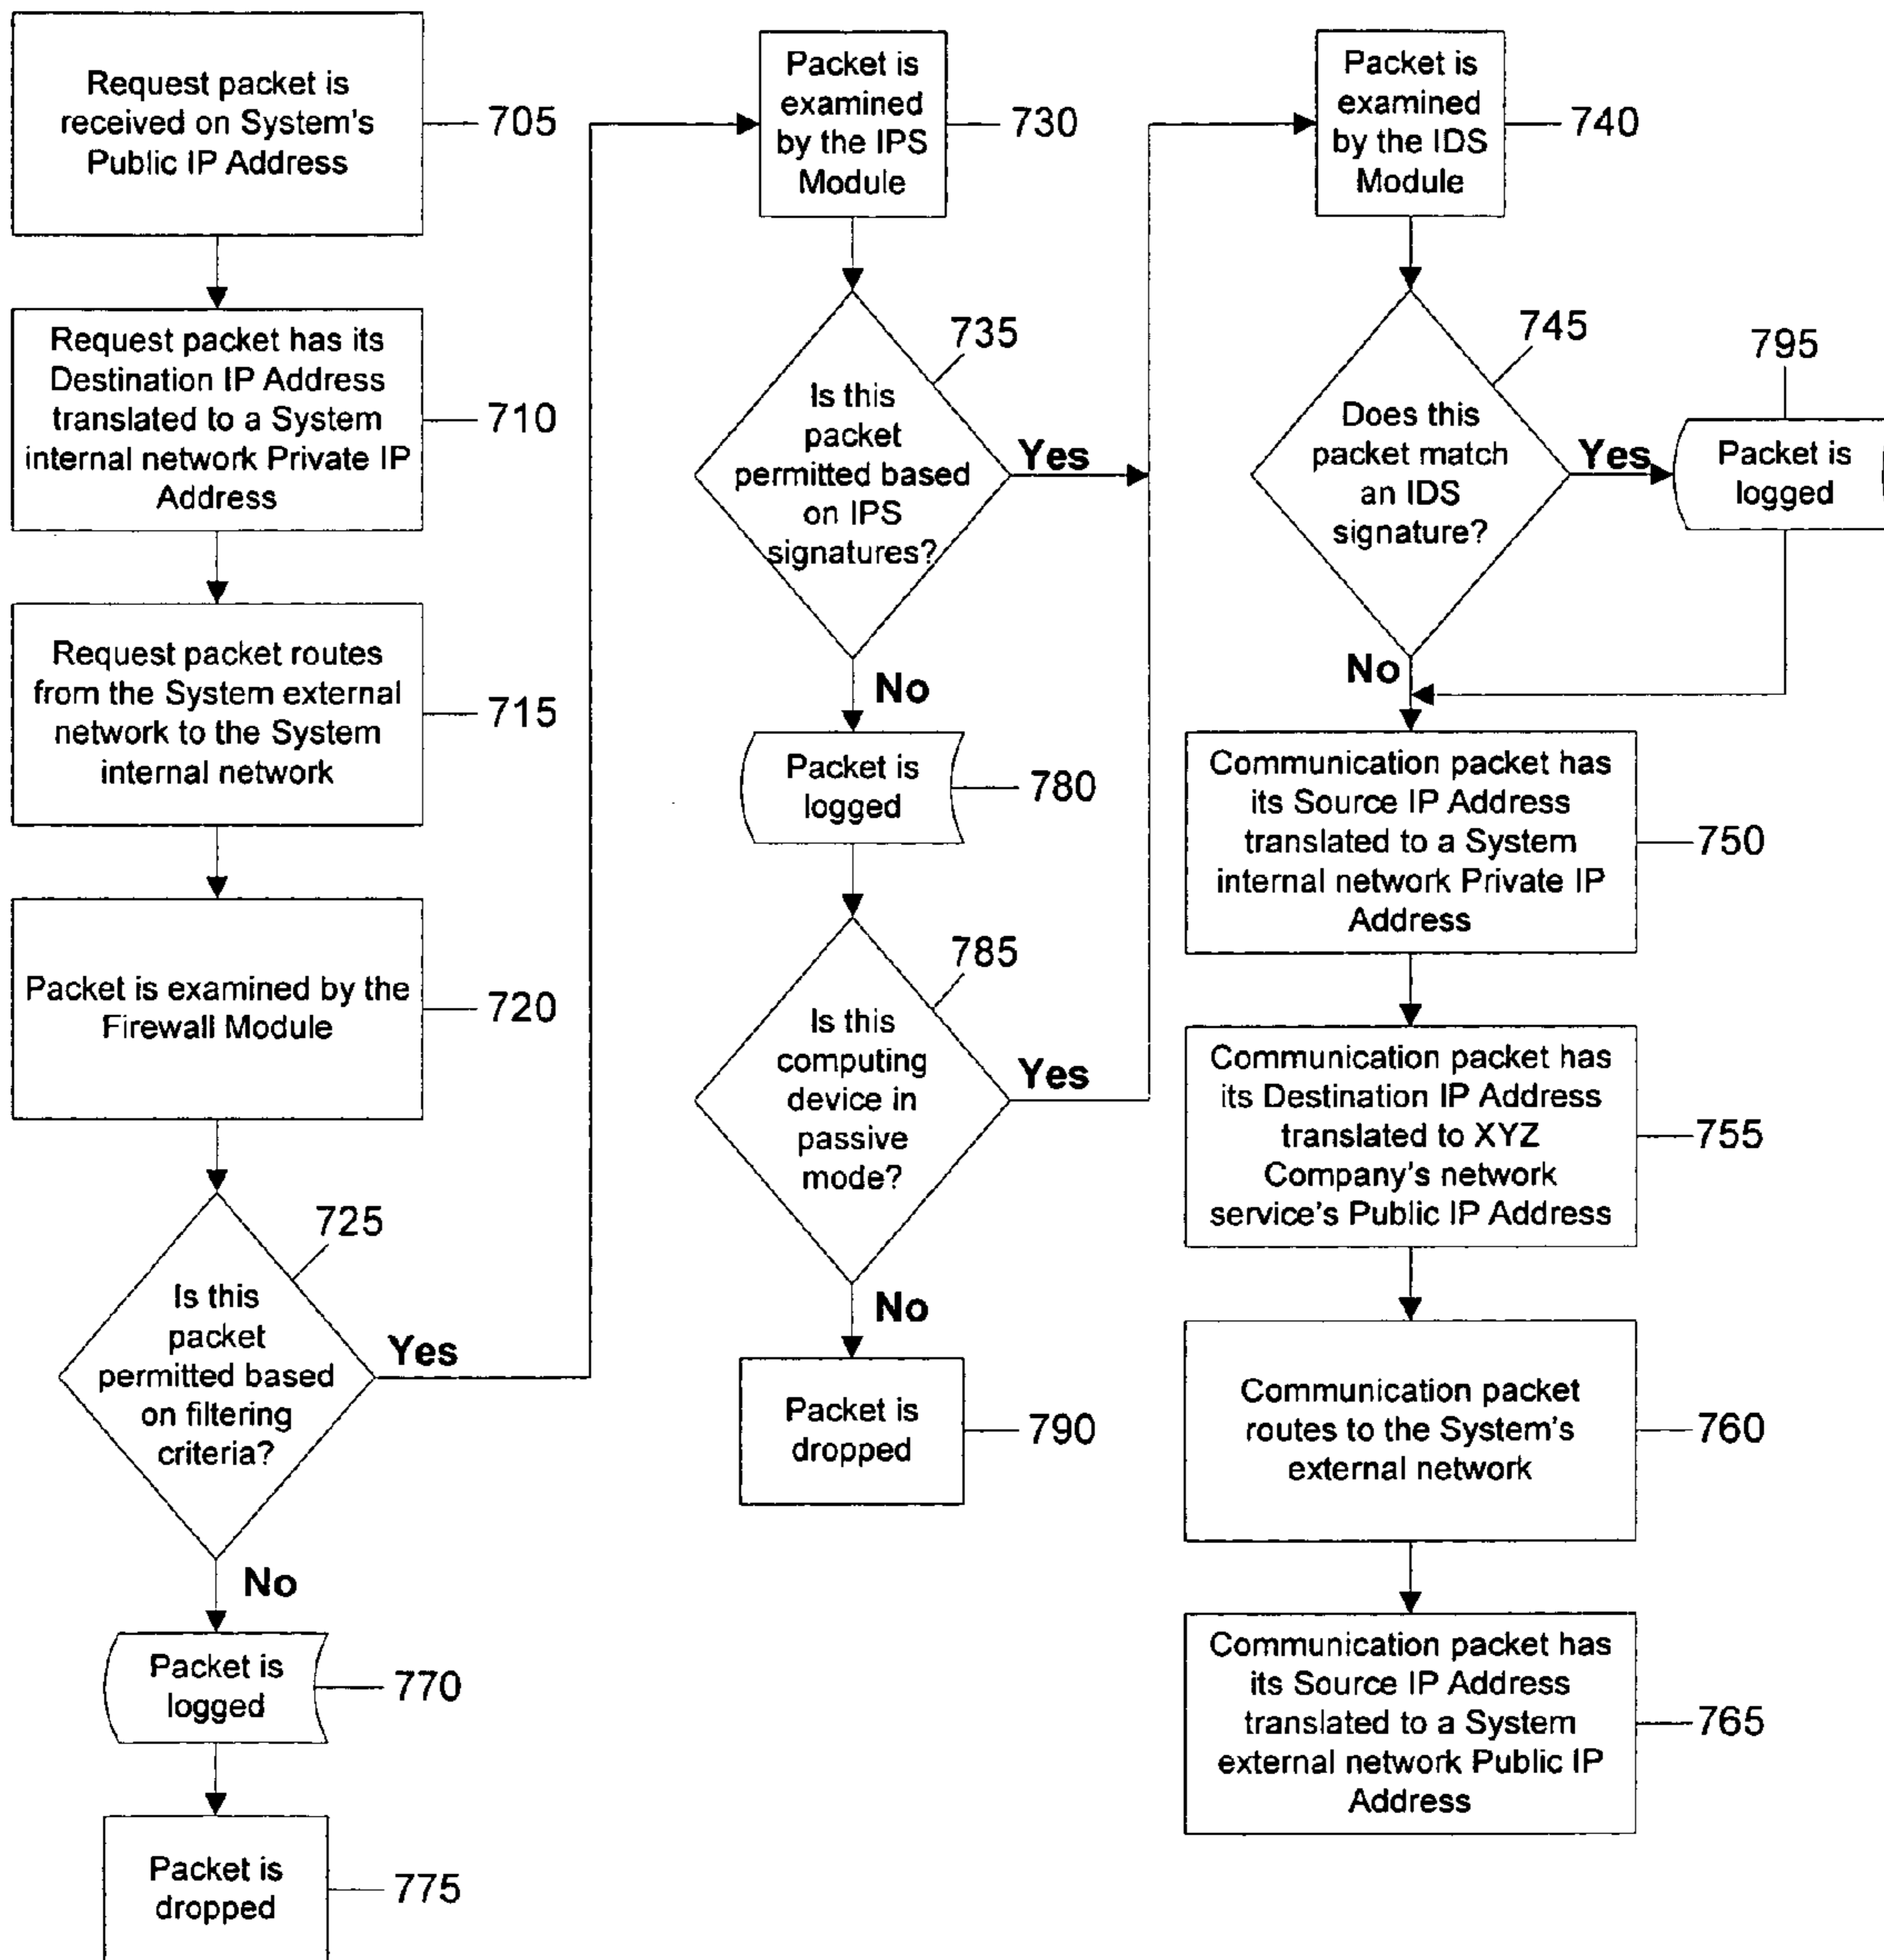 Request packet is
received on System's
Public IP Address
705
Request packet has its
Destination IP Address
translated to a System
internal network Private IP
Address
710
Request packet routes
from the System external
network to the System
internal network
715
Packet is examined by the
Firewall Module
720
725
Is this
packet
permitted based
on filtering
criteria?
Yes
No
Packet is
logged
770
Packet is
dropped
775
Packet is
examined
by the IPS
Module
730
735
Is this
packet
permitted based
on IPS
signatures?
Yes
No
Packet is
logged
780
785
Is this
computing
device in
passive
mode?
Yes
No
Packet is
dropped
790
Packet is
examined
by the IDS
Module
740
745
Does this
packet match
an IDS
signature?
Yes
795
Packet is
logged
No
Communication packet has
its Source IP Address
translated to a System
internal network Private IP
Address
750
Communication packet has
its Destination IP Address
translated to XYZ
Company's network
service's Public IP Address
755
Communication packet
routes to the System's
external network
760
Communication packet has
its Source IP Address
translated to a System
external network Public IP
Address
765